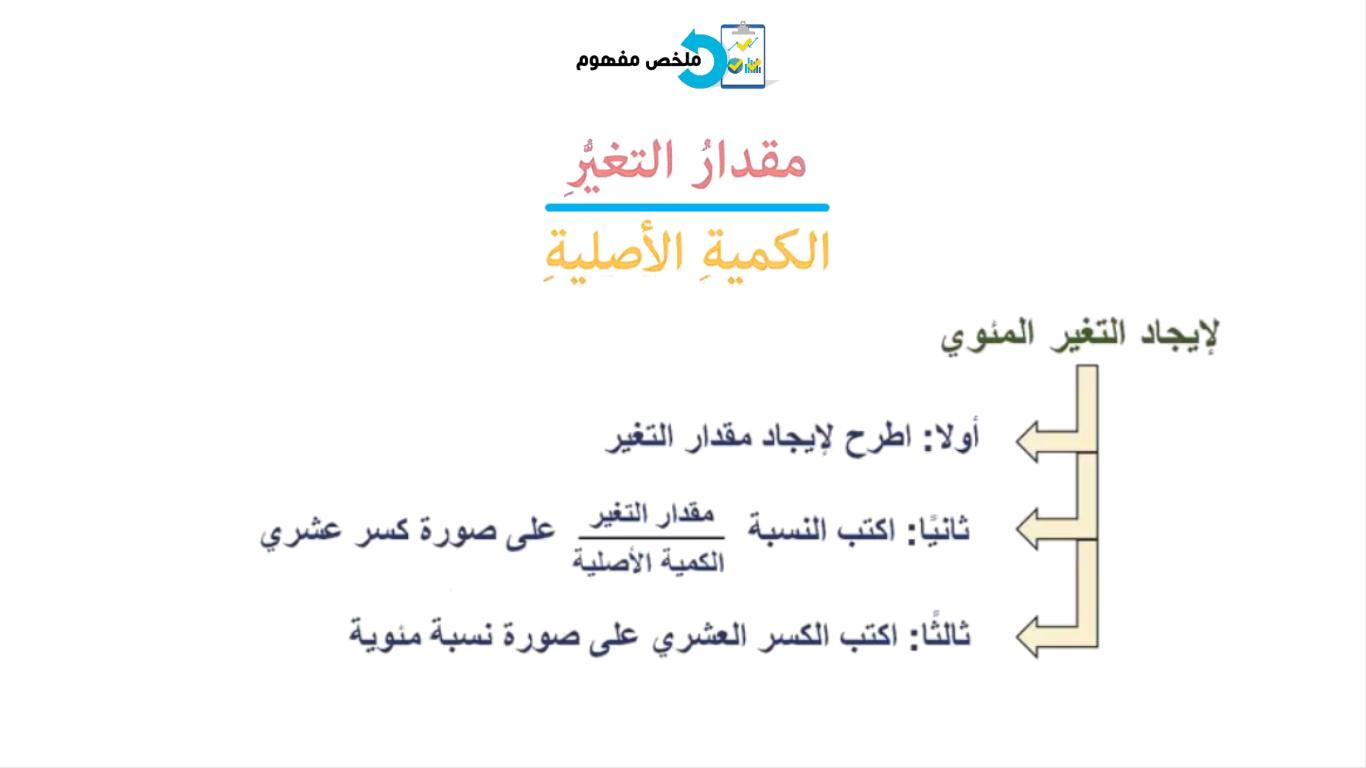 ملخص مفهوم
مقدارُ التغيُّرِ
الكميةِ الأصليةِ
لإيجاد التغير المئوي
أولا: اطرح لإيجاد مقدار التغير
ثانيًا: اكتب النسبة مقدار التغير / الكمية الأصلية على صورة كسر عشري
ثالثًا: اكتب الكسر العشري على صورة نسبة مئوية